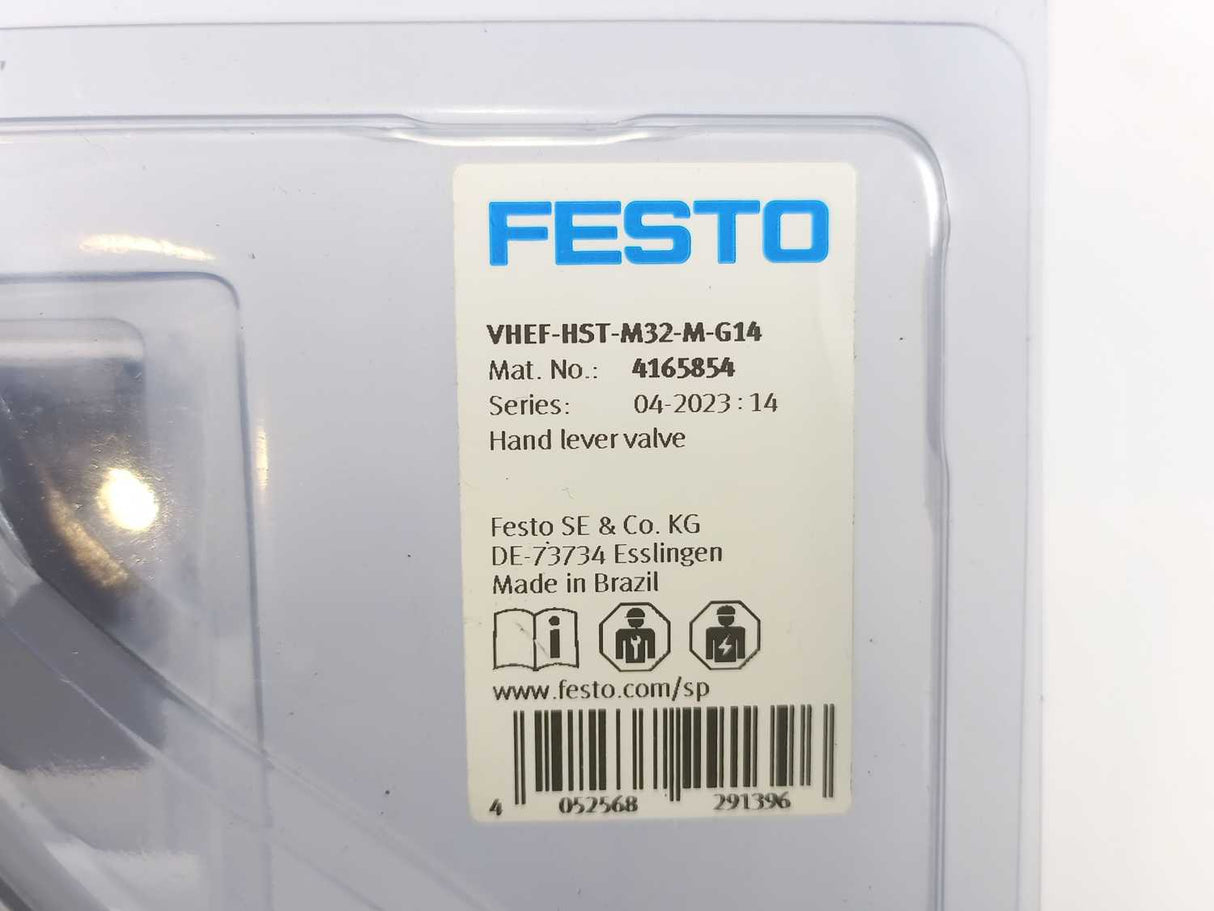 FESTO
VHEF-HST-M32-M-G14
Mat. No.: 4165854
Series: 04-2023 : 14
Hand lever valve
Festo SE & Co. KG
DE-73734 Esslingen
Made in Brazil
www.festo.com/sp
4 052568 291396